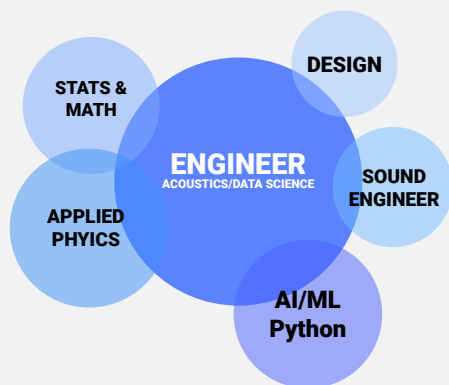 DESIGN
STATS &
MATH
ENGINEER
ACOUSTICS/DATA SCIENCE
SOUND
ENGINEER
APPLIED
PHYICS
AI/ML
Python